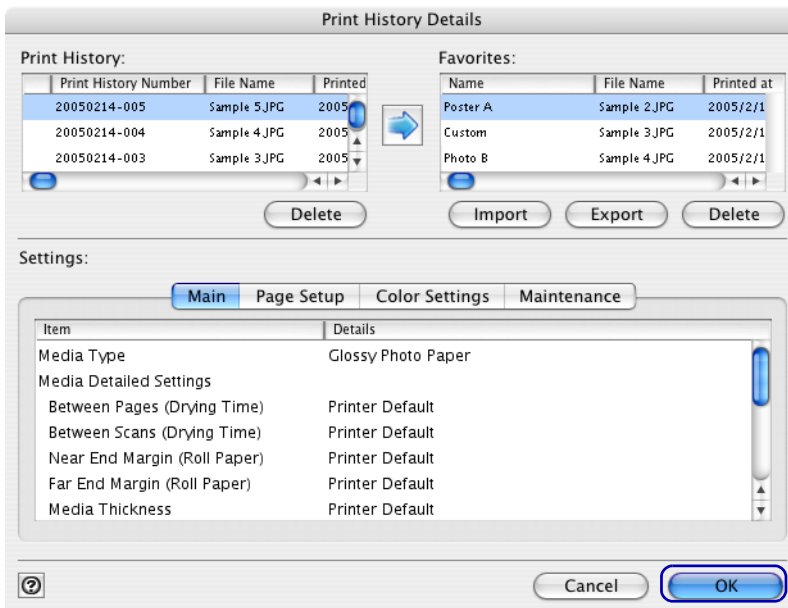 Print History Details
Print History: Favorites:
Print History Number File Name Printed Name File Name Printed at
20050214-005 Sample 5.JPG 2005 Poster A Sample 2.JPG 2005/2/1
20050214-004 Sample 4.JPG 2005 Custom Sample 3.JPG 2005/2/1
20050214-003 Sample 3.JPG 2005 Photo B Sample 4.JPG 2005/2/1
Delete Import Export Delete
Settings:
Main Page Setup Color Settings Maintenance
Item Details
Media Type Glossy Photo Paper
Media Detailed Settings
Between Pages (Drying Time) Printer Default
Between Scans (Drying Time) Printer Default
Near End Margin (Roll Paper) Printer Default
Far End Margin (Roll Paper) Printer Default
Media Thickness Printer Default
? Cancel OK